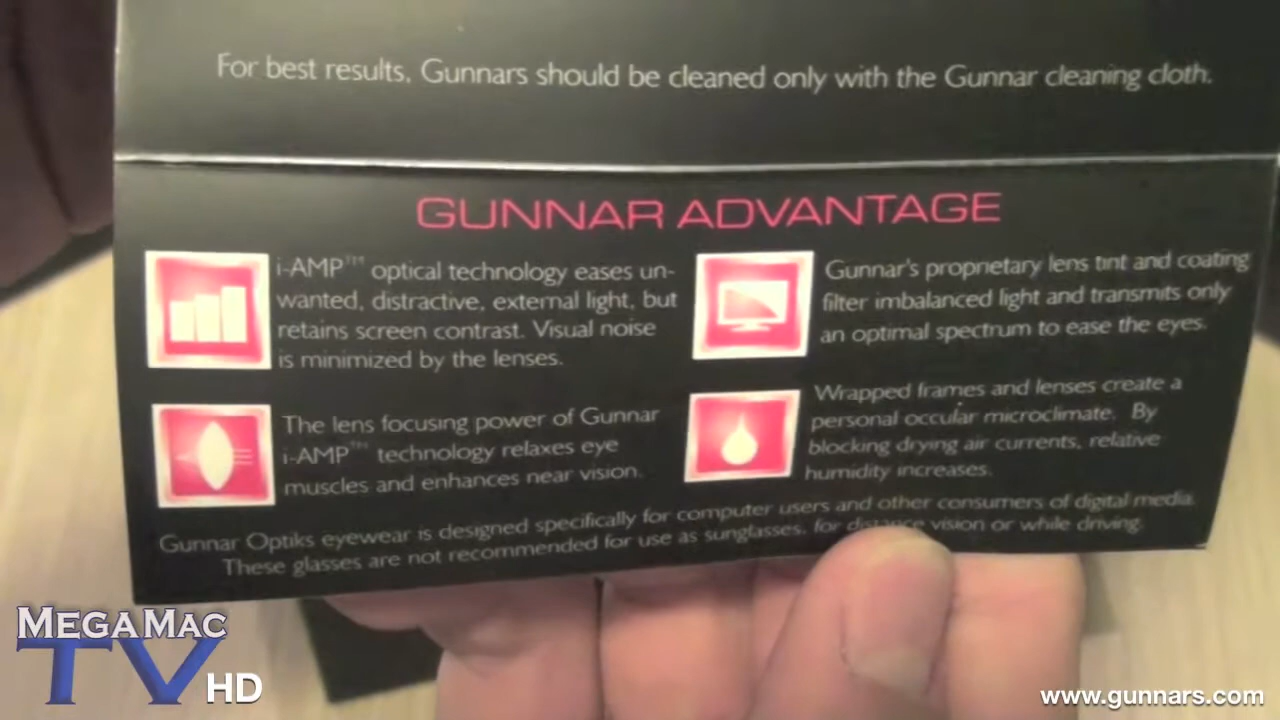 For best results, Gunnars should be cleaned only with the Gunnar cleaning cloth.
GUNNAR ADVANTAGE
i-AMP™ optical technology eases un-
wanted, distractive, external light, but
retains screen contrast. Visual noise
is minimized by the lenses.
Gunnar's proprietary lens tint and coating
filter imbalanced light and transmits only
an optimal spectrum to ease the eyes.
The lens focusing power of Gunnar
i-AMP™ technology relaxes eye
muscles and enhances near vision.
Wrapped frames and lenses create a
personal occular microclimate. By
blocking drying air currents, relative
humidity increases.
Gunnar Optiks eyewear is designed specifically for computer users and other consumers of digital media.
These glasses are not recommended for use as sunglasses, for distance vision or while driving.
MEGAMAC
TV HD
www.gunnars.com